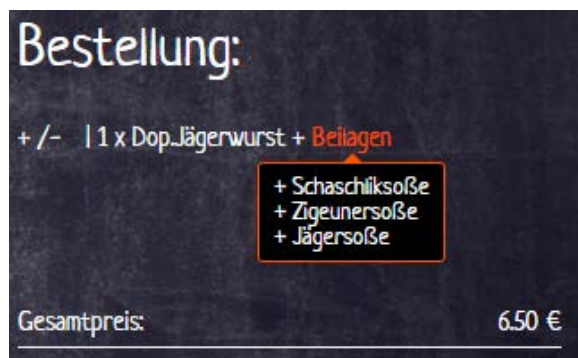 Bestellung:
+ /- | 1 x Dop.Jägerwurst + Beilagen
+ Schaschliksoße
+ Zigeunersoße
+ Jägersoße
Gesamtpreis: 6.50 €